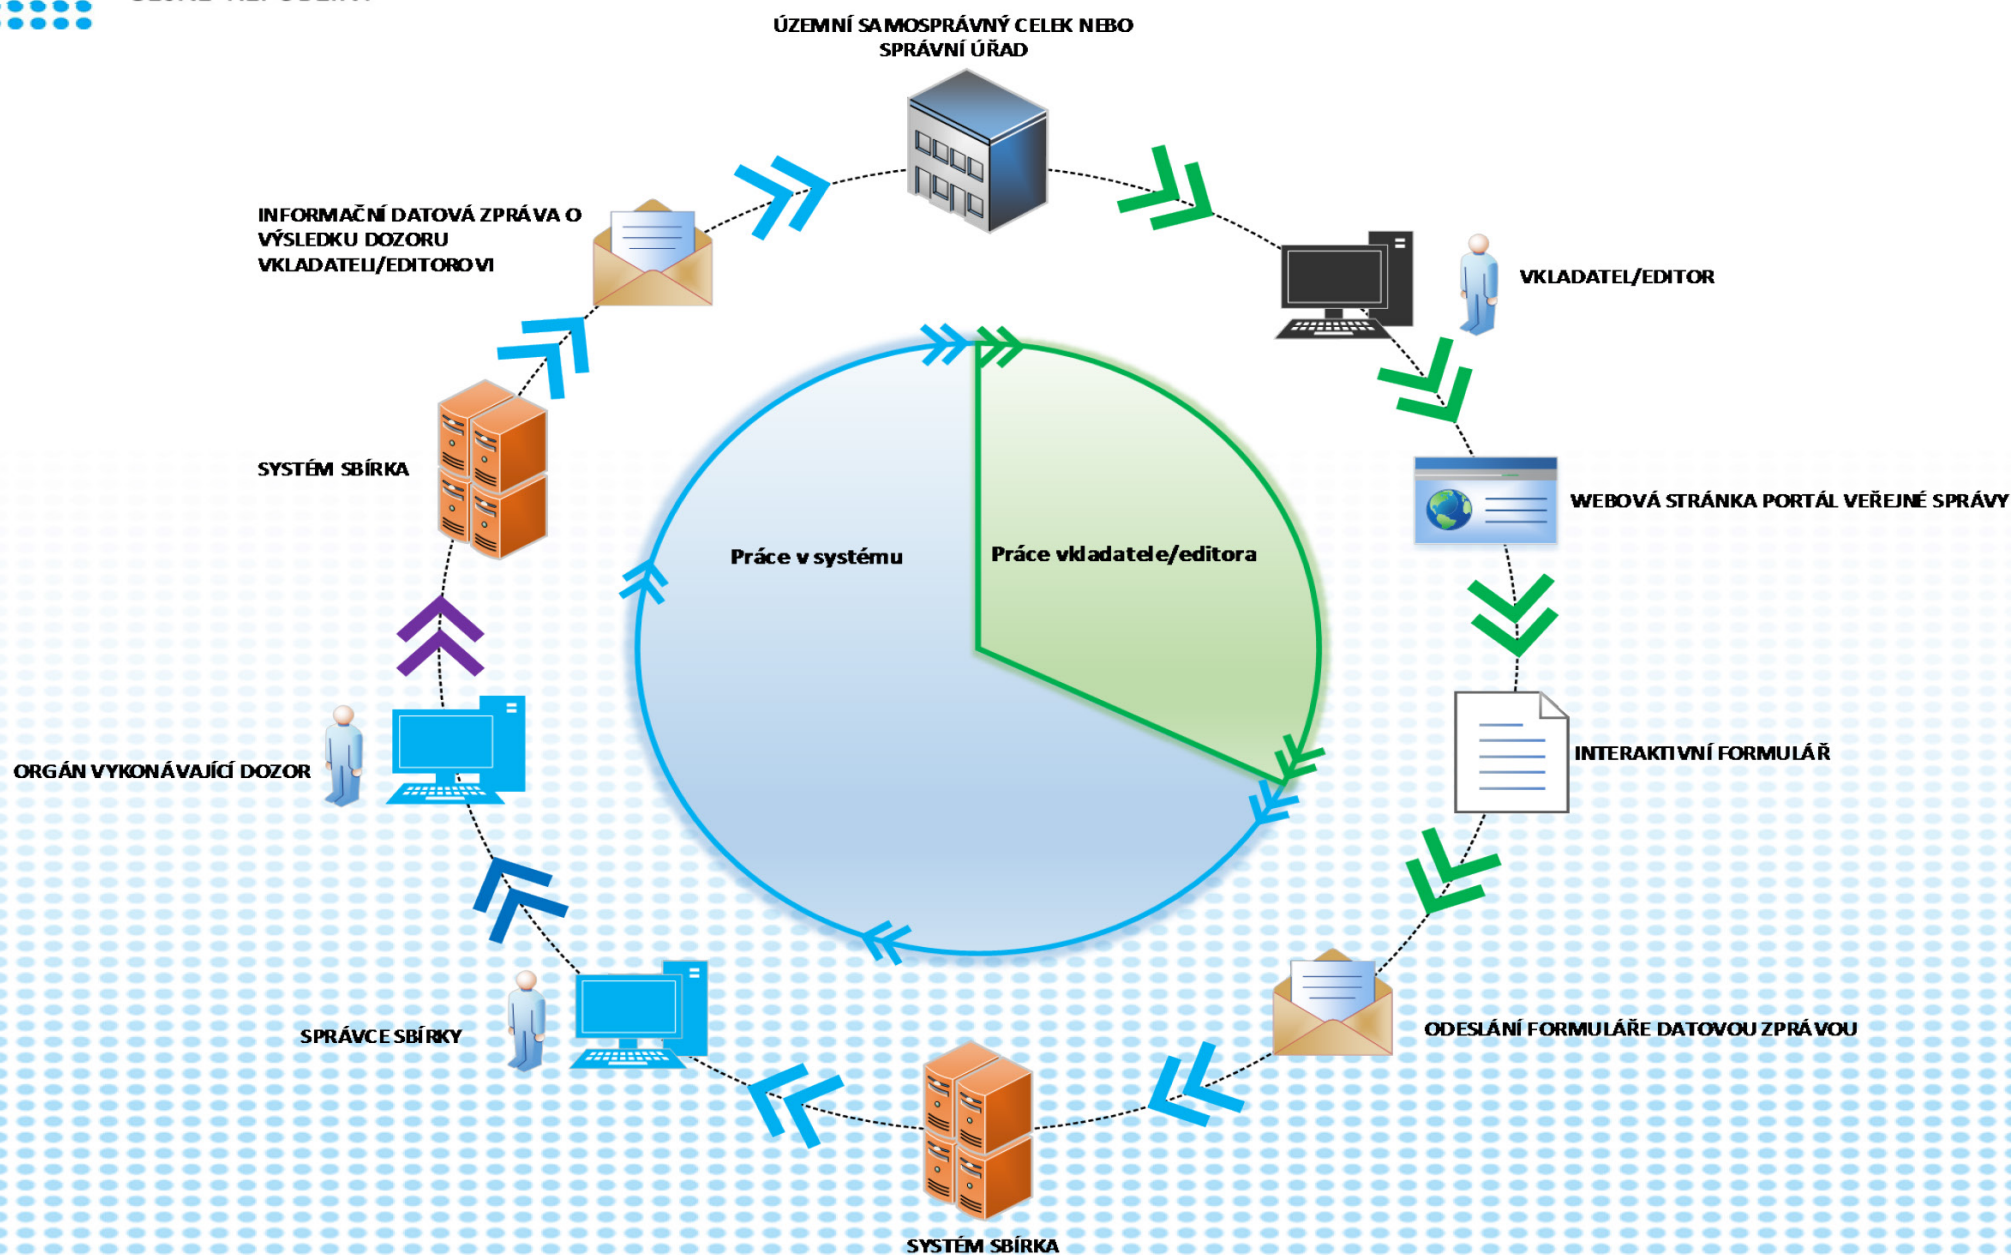 ÚZEMNÍ SAMOSPRÁVNÝ CELEK NEBO
SPRÁVNÍ ÚŘAD
INFORMAČNÍ DATOVÁ ZPRÁVA O
VÝSLEDKU DOZORU
VKLADATELI/EDITOROVI
VKLADATEL/EDITOR
SYSTÉM SBÍRKA
WEBOVÁ STRÁNKA PORTÁL VEŘEJNÉ SPRÁVY
Práce v systému
Práce vkladatele/editora
ORGÁN VYKONÁVAJÍCÍ DOZOR
INTERAKTIVNÍ FORMULÁŘ
SPRÁVCE SBÍRKY
ODESLÁNÍ FORMULÁŘE DATOVOU ZPRÁVOU
SYSTÉM SBÍRKA